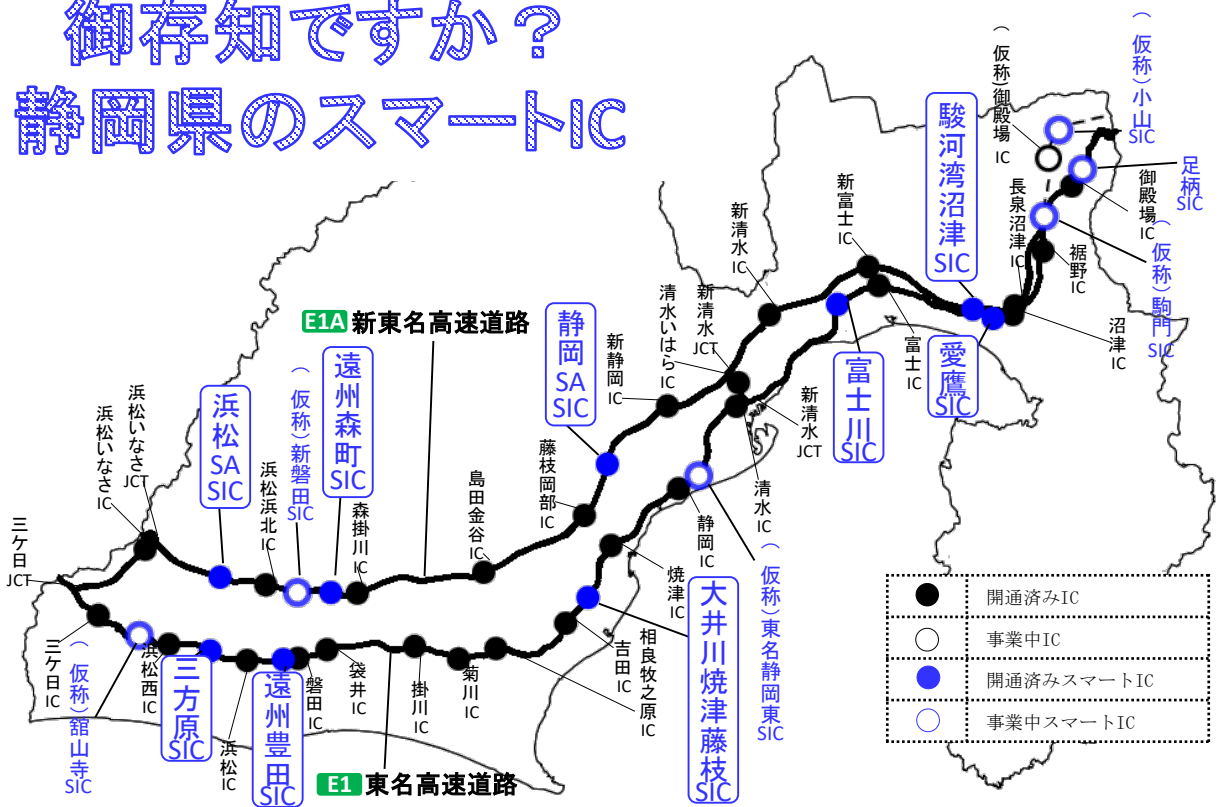 御存知ですか？
静岡県のスマートIC
（仮称）小山SIC
（仮称）御殿場IC
足柄SIC
御殿場IC
（仮称）駒門SIC
裾野IC
長泉沼津IC
沼津IC
駿河湾沼津SIC
愛鷹SIC
新富士IC
富士IC
富士川SIC
新清水IC
新清水JCT
清水いはらIC
新清水JCT
清水IC
E1A 新東名高速道路
静岡SA SIC
新静岡IC
藤枝岡部IC
島田金谷IC
森掛川IC
遠州森町SIC
（仮称）新磐田SIC
浜松浜北IC
浜松SA SIC
浜松いなさJCT
浜松いなさIC
三ケ日JCT
三ケ日IC
（仮称）舘山寺SIC
浜松西IC
三方原SIC
浜松IC
遠州豊田SIC
磐田IC
袋井IC
掛川IC
菊川IC
相良牧之原IC
吉田IC
大井川焼津藤枝SIC
焼津IC
静岡IC
（仮称）東名静岡東SIC
E1 東名高速道路
開通済みIC
事業中IC
開通済みスマートIC
事業中スマートIC